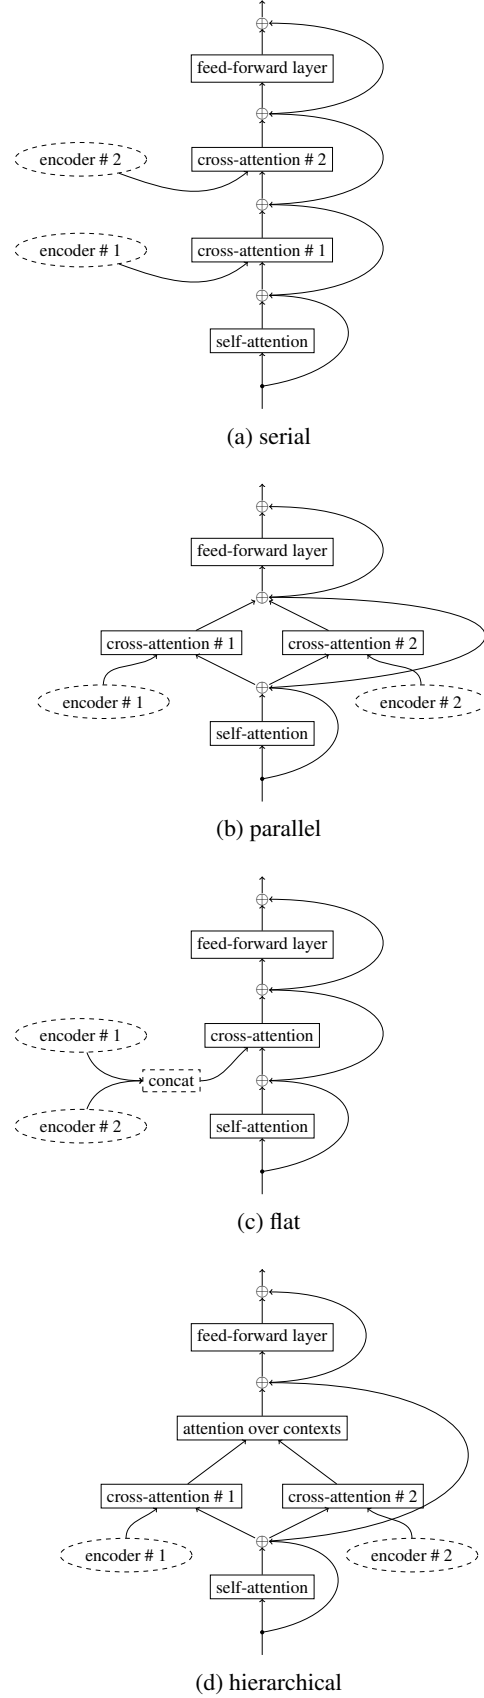 feed-forward layer
encoder # 2
cross-attention # 2
encoder # 1
cross-attention # 1
self-attention
(a) serial
feed-forward layer
cross-attention # 1
cross-attention # 2
encoder # 1
encoder # 2
self-attention
(b) parallel
feed-forward layer
encoder # 1
cross-attention
concat
encoder # 2
self-attention
(c) flat
feed-forward layer
attention over contexts
cross-attention # 1
cross-attention # 2
encoder # 1
encoder # 2
self-attention
(d) hierarchical